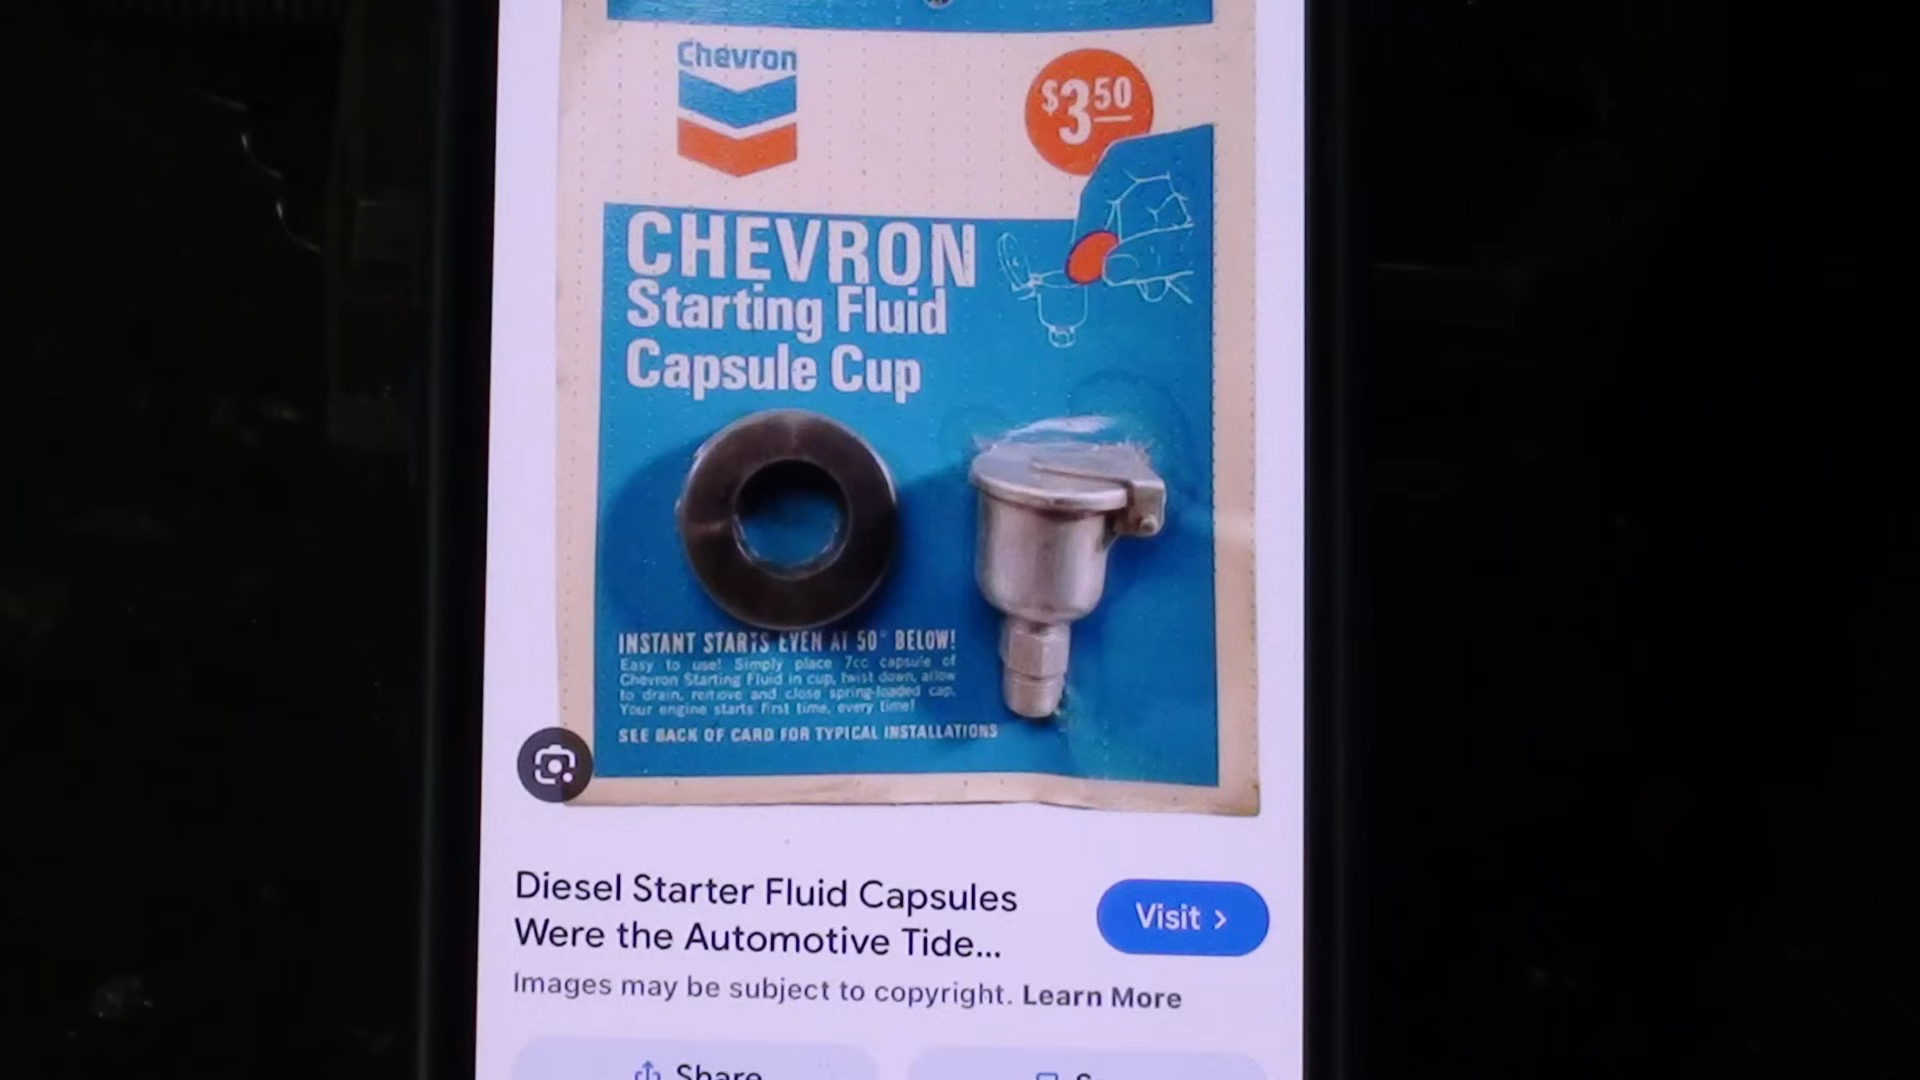 Chevron
$3 50
CHEVRON
Starting Fluid
Capsule Cup
INSTANT STARTS EVEN AT 50° BELOW!
Easy to use! Simply place 7cc capsule of
Chevron Starting Fluid in cup, twist down, allow
to drain, remove and close spring-loaded cap.
Your engine starts first time, every time!
SEE BACK OF CARD FOR TYPICAL INSTALLATIONS
Diesel Starter Fluid Capsules
Were the Automotive Tide...
Visit >
Images may be subject to copyright. Learn More
Share